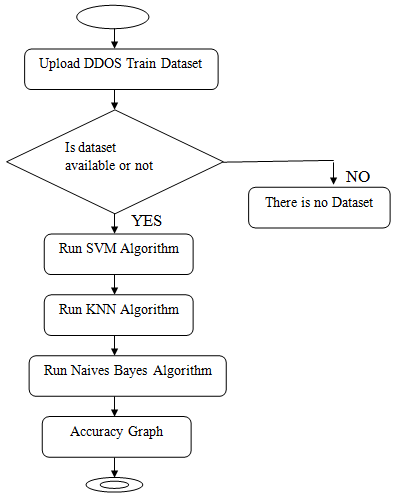 Upload DDOS Train Dataset
Is dataset
available or not
NO
There is no Dataset
YES
Run SVM Algorithm
Run KNN Algorithm
Run Naives Bayes Algorithm
Accuracy Graph